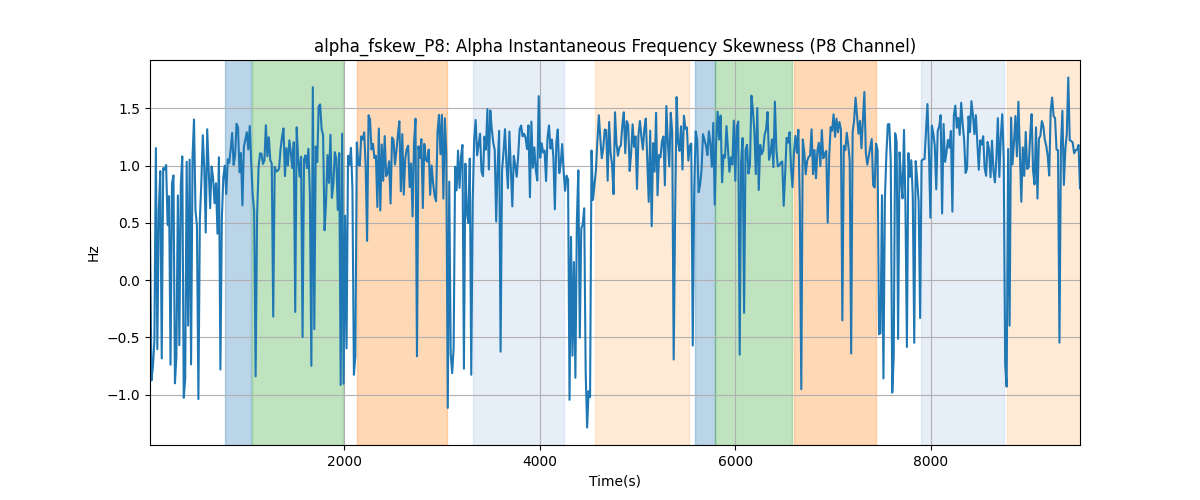 alpha_fskew_P8: Alpha Instantaneous Frequency Skewness (P8 Channel)
1.5
1.0
0.5
0.0
−0.5
−1.0
Hz
2000 4000 6000 8000
Time(s)